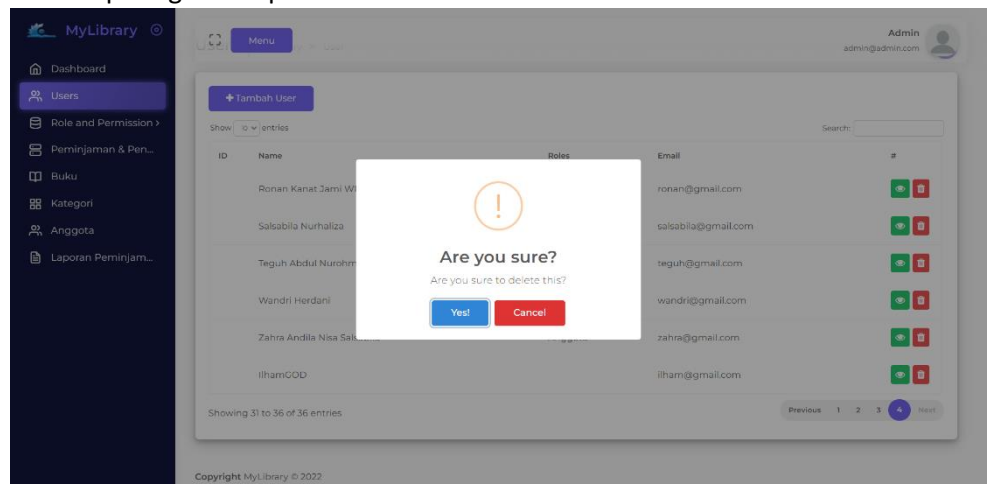 MyLibrary
Menu
Admin
admin@admin.com
Dashboard
Users
Role and Permission
Peminjaman & Pen...
Buku
Kategori
Anggota
Laporan Peminjam...
Tambah User
Show entries
Search:
ID Name Roles Email #
Ronan Kanat Jami ronan@gmail.com
Salsabila Nurhaliza salsabila@gmail.com
Teguh Abdul teguh@gmail.com
Wandri Herdani wandri@gmail.com
Zahra Andila Nisa zahra@gmail.com
IlhamGOD ilham@gmail.com
Are you sure?
Are you sure to delete this?
Yes! Cancel
Showing 31 to 36 of 36 entries
Previous 1 2 3 4 Next
Copyright MyLibrary © 2022